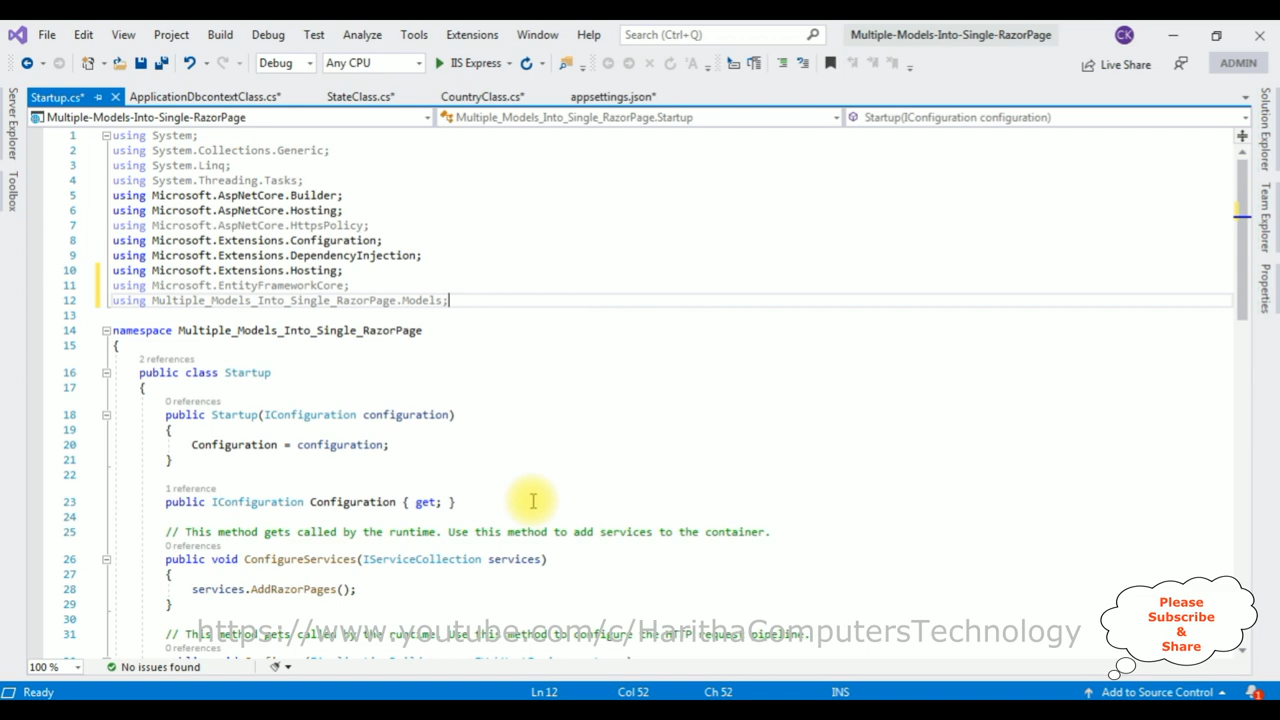 File Edit View Project Build Debug Test Analyze Tools Extensions Window Help Search (Ctrl+Q) Multiple-Models-Into-Single-RazorPage CK
Debug Any CPU IIS Express Live Share ADMIN
Server Explorer
Toolbox
Solution Explorer
Team Explorer
Properties
Startup.cs* ApplicationDbcontextClass.cs* StateClass.cs* CountryClass.cs* appsettings.json*
Multiple-Models-Into-Single-RazorPage Multiple_Models_Into_Single_RazorPage.Startup Startup(IConfiguration configuration)
1 using System;
2 using System.Collections.Generic;
3 using System.Linq;
4 using System.Threading.Tasks;
5 using Microsoft.AspNetCore.Builder;
6 using Microsoft.AspNetCore.Hosting;
7 using Microsoft.AspNetCore.HttpsPolicy;
8 using Microsoft.Extensions.Configuration;
9 using Microsoft.Extensions.DependencyInjection;
10 using Microsoft.Extensions.Hosting;
11 using Microsoft.EntityFrameworkCore;
12 using Multiple_Models_Into_Single_RazorPage.Models;
13
14 namespace Multiple_Models_Into_Single_RazorPage
15 {
2 references
16 public class Startup
17 {
0 references
18 public Startup(IConfiguration configuration)
19 {
20 Configuration = configuration;
21 }
22
1 reference
23 public IConfiguration Configuration { get; }
24
25 // This method gets called by the runtime. Use this method to add services to the container.
0 references
26 public void ConfigureServices(IServiceCollection services)
27 {
28 services.AddRazorPages();
29 }
30
31 // This method gets called by the runtime. Use this method to configure the HTTP request pipeline.
0 references
https://www.youtube.com/c/HarithaComputersTechnology
Please
Subscribe
&
Share
100 % No issues found
Ready Ln 12 Col 52 Ch 52 INS Add to Source Control 1